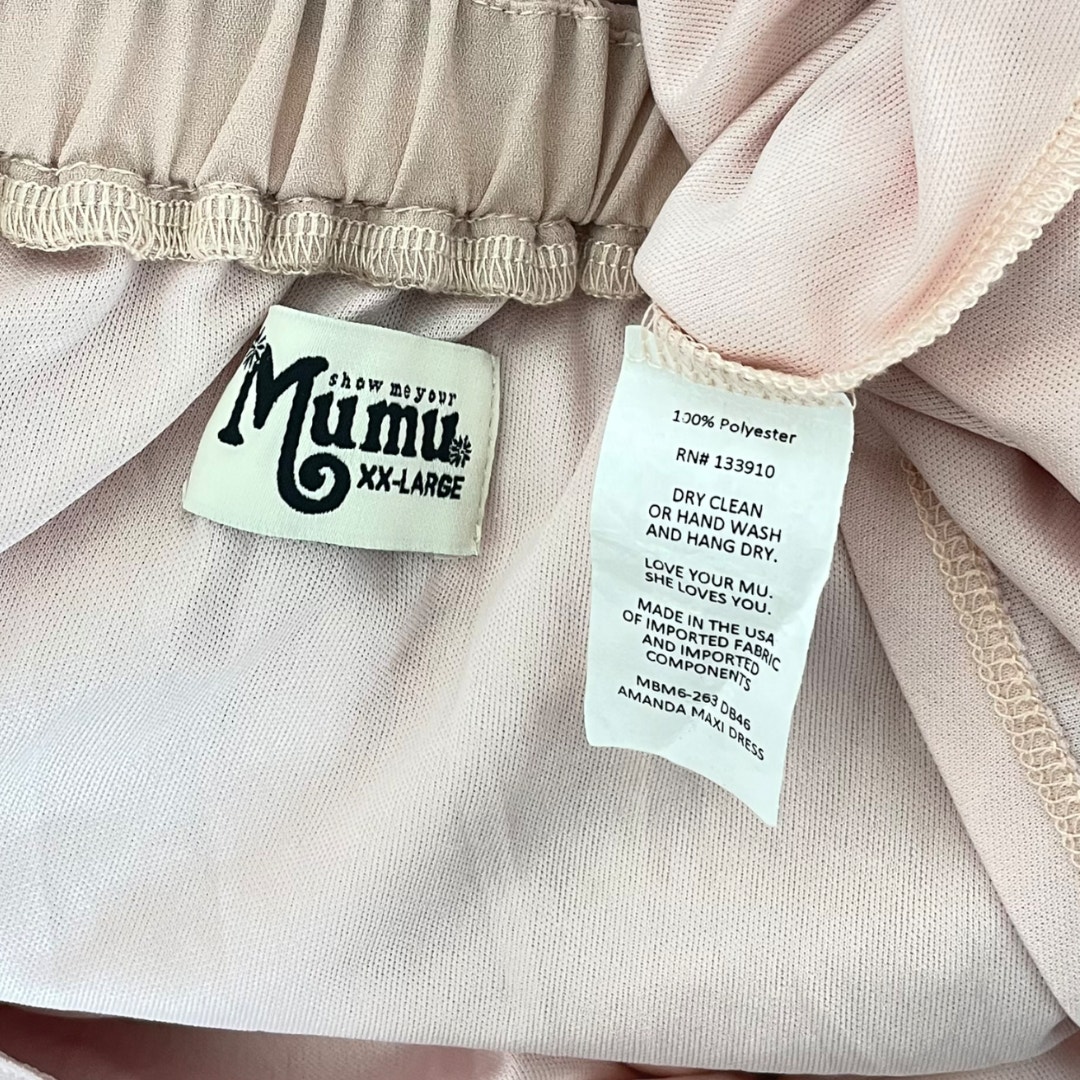 show me your
Mumu
XX-LARGE
100% Polyester
RN# 133910
DRY CLEAN
OR HAND WASH
AND HANG DRY.
LOVE YOUR MU.
SHE LOVES YOU.
MADE IN THE USA
OF IMPORTED FABRIC
AND IMPORTED
COMPONENTS
MBM6-263 DB46
AMANDA MAXI DRESS